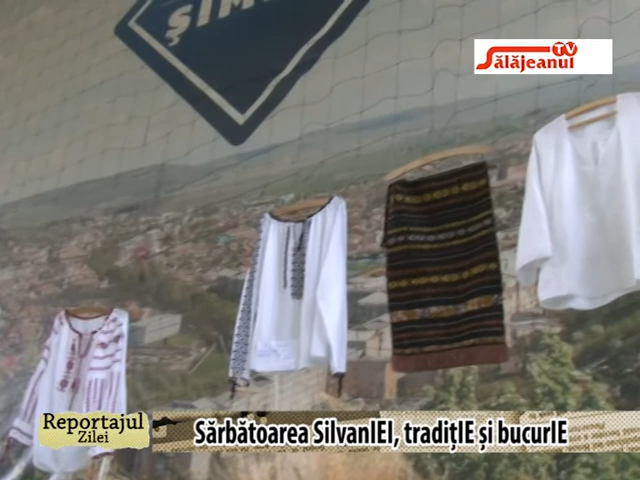 ŞIM
Sălăjeanul TV
Reportajul
Zilei
Sărbătoarea SilvanIEI, tradițIE și bucurIE